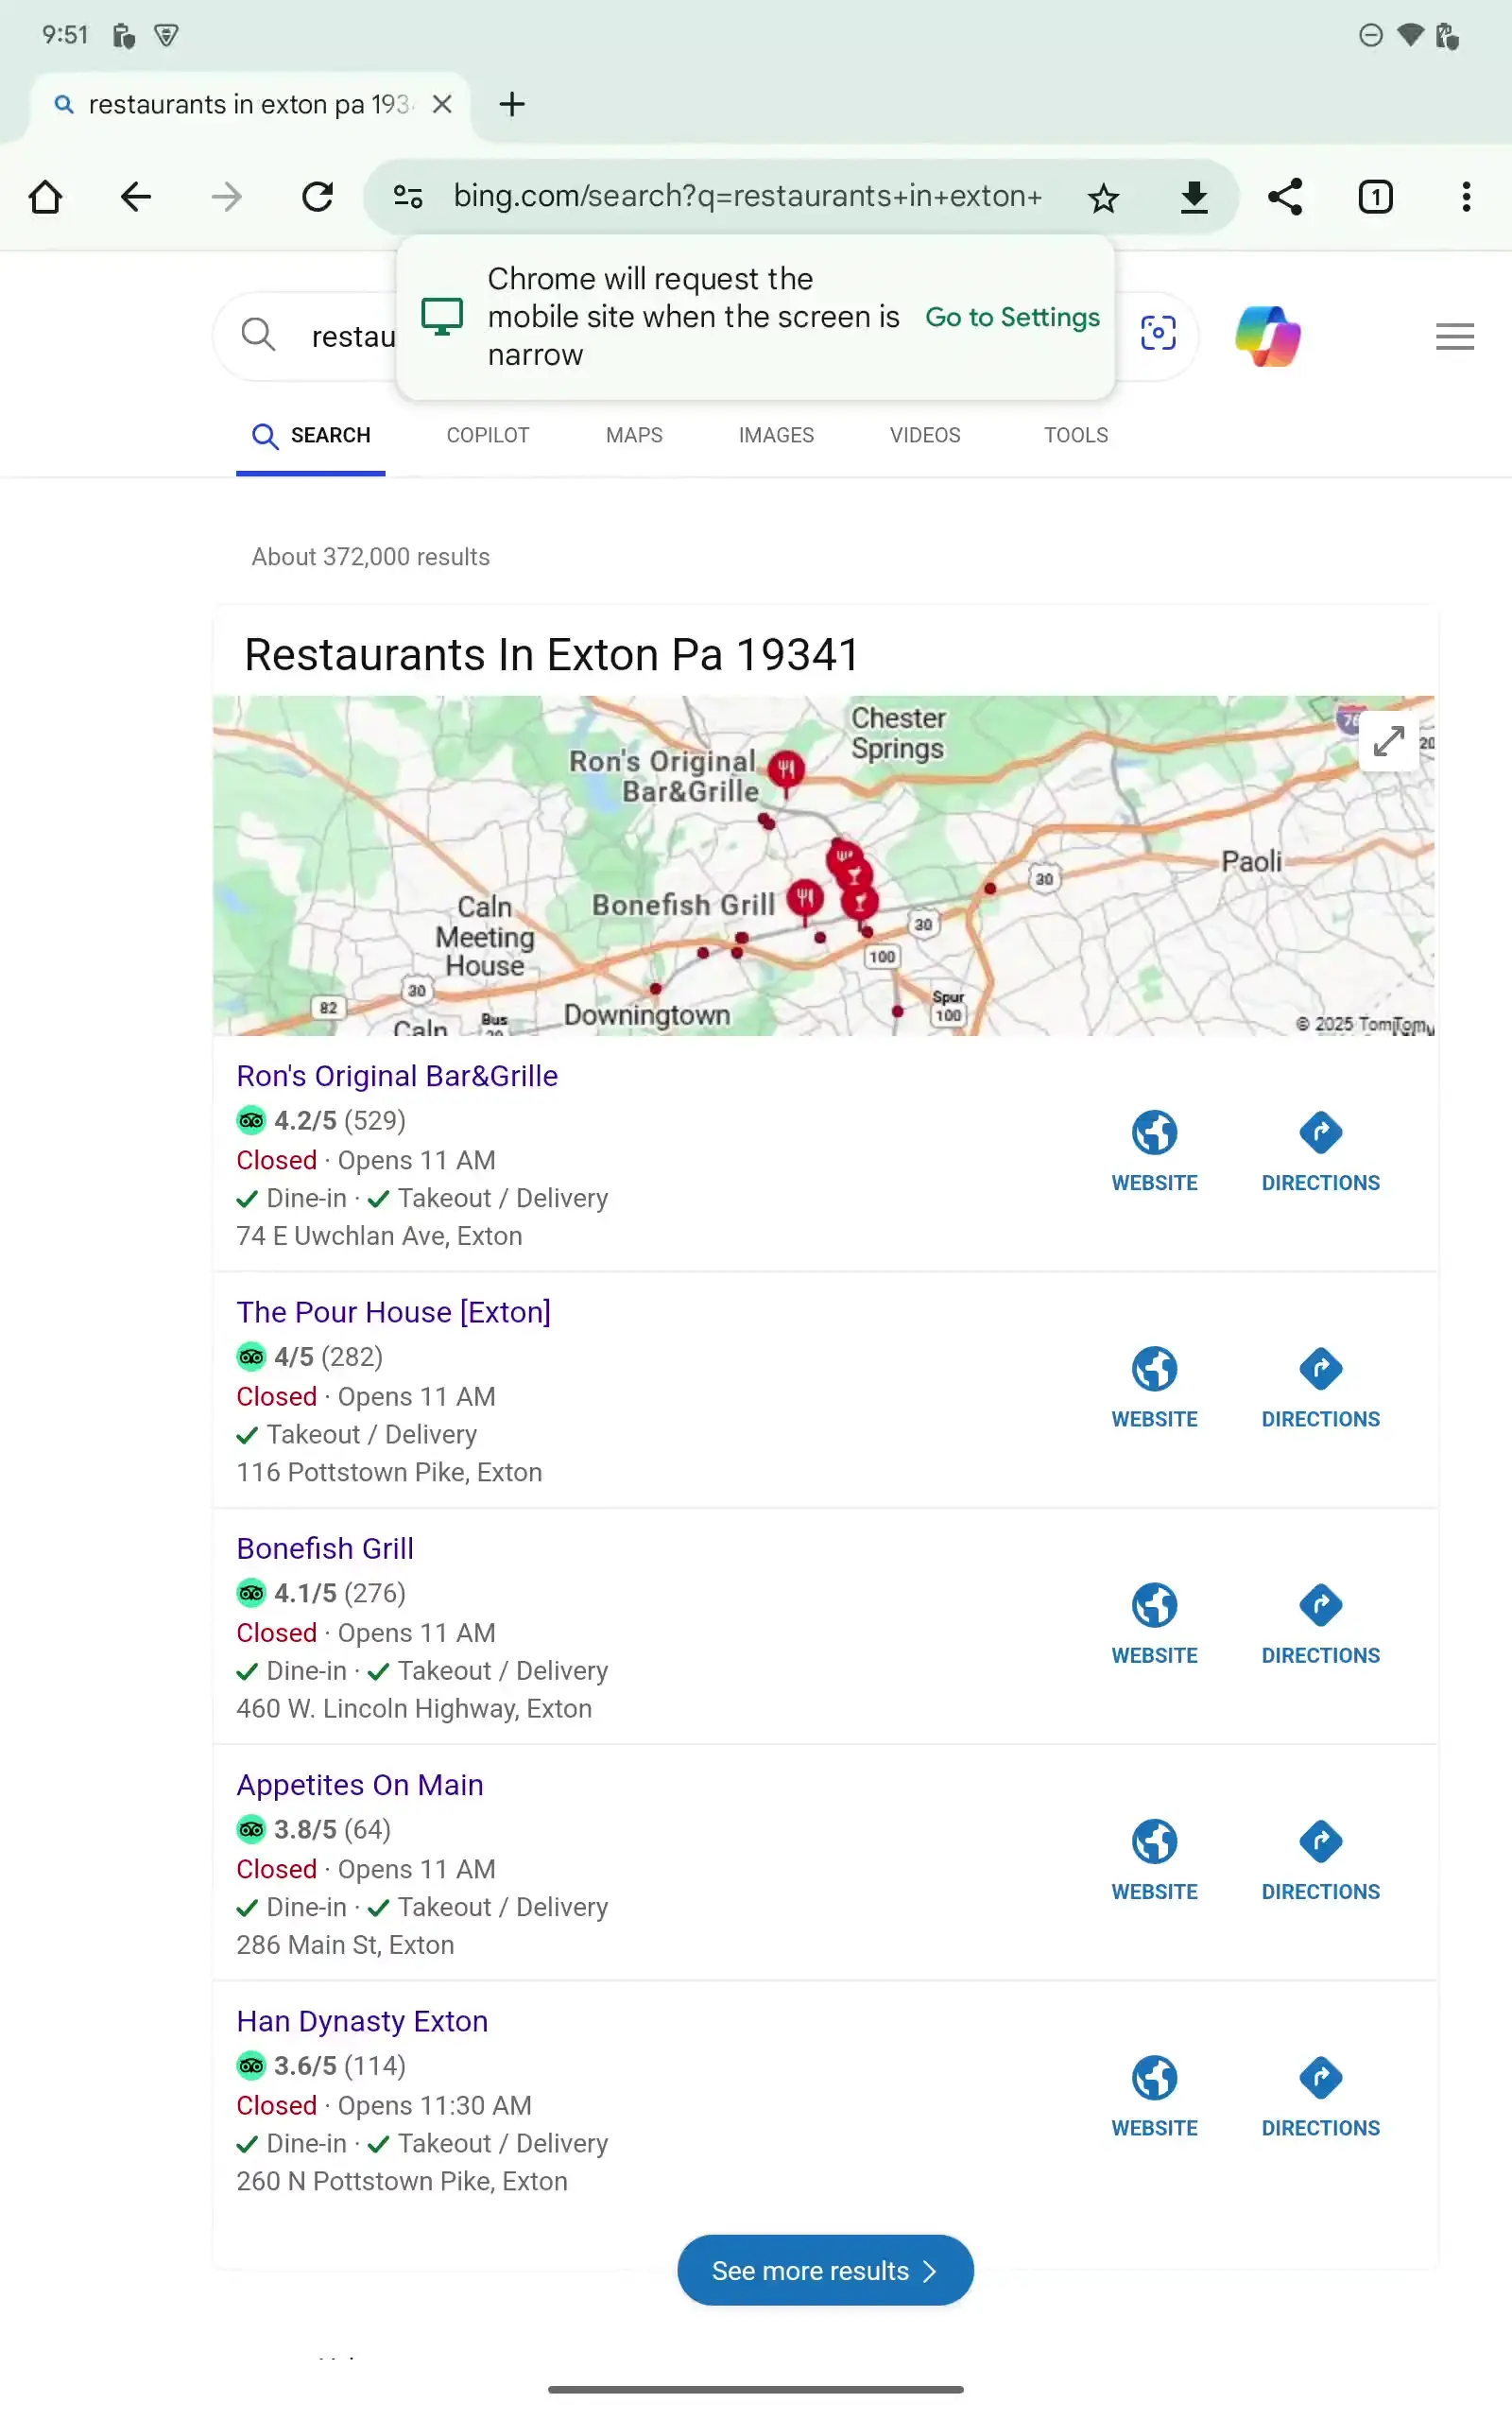 9:51
restaurants in exton pa 193
bing.com/search?q=restaurants+in+exton+
1
Chrome will request the
mobile site when the screen is
narrow
Go to Settings
restau
SEARCH
COPILOT
MAPS
IMAGES
VIDEOS
TOOLS
About 372,000 results
Restaurants In Exton Pa 19341
Chester
Springs
Ron's Original
Bar&Grille
Paoli
30
Bonefish Grill
30
Caln
Meeting
House
100
30
82
Spur
100
Downingtown
Caln
Bus
© 2025 TomTom
Ron's Original Bar&Grille
4.2/5 (529)
Closed · Opens 11 AM
Dine-in · Takeout / Delivery
74 E Uwchlan Ave, Exton
WEBSITE
DIRECTIONS
The Pour House [Exton]
4/5 (282)
Closed · Opens 11 AM
Takeout / Delivery
116 Pottstown Pike, Exton
WEBSITE
DIRECTIONS
Bonefish Grill
4.1/5 (276)
Closed · Opens 11 AM
Dine-in · Takeout / Delivery
460 W. Lincoln Highway, Exton
WEBSITE
DIRECTIONS
Appetites On Main
3.8/5 (64)
Closed · Opens 11 AM
Dine-in · Takeout / Delivery
286 Main St, Exton
WEBSITE
DIRECTIONS
Han Dynasty Exton
3.6/5 (114)
Closed · Opens 11:30 AM
Dine-in · Takeout / Delivery
260 N Pottstown Pike, Exton
WEBSITE
DIRECTIONS
See more results